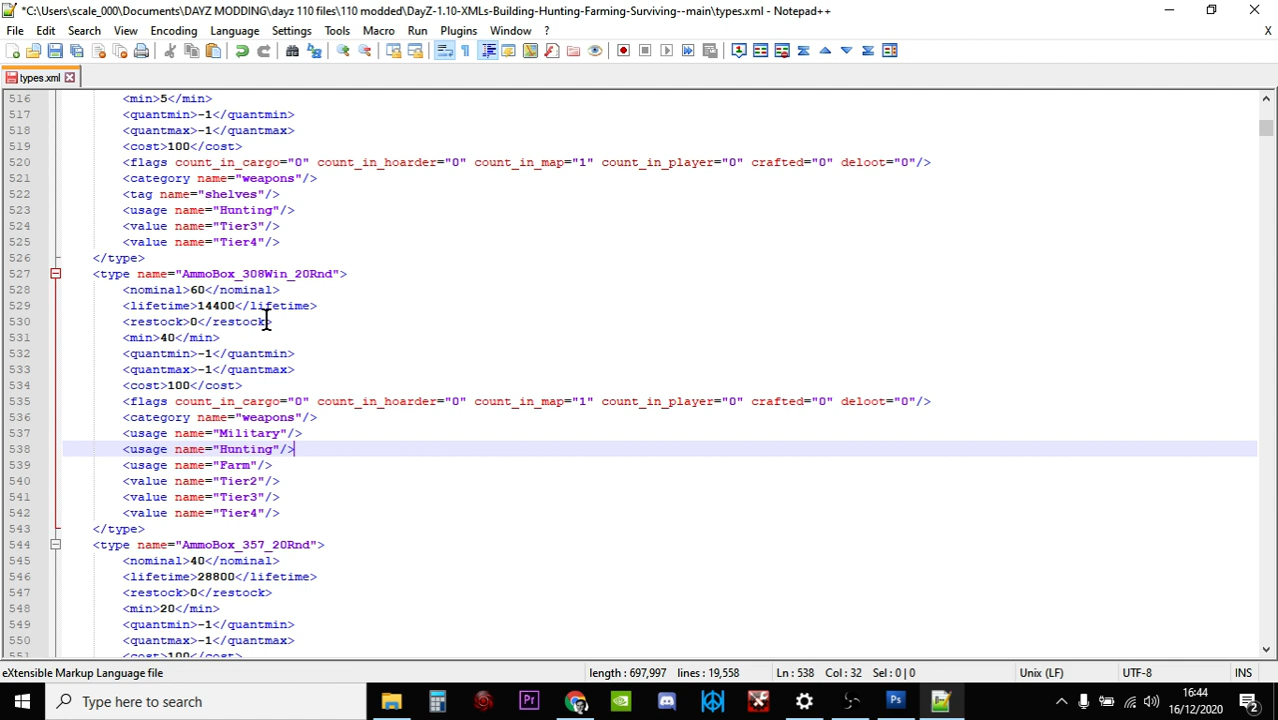 *C:\Users\scale_000\Documents\DAYZ MODDING\dayz 110 files\110 modded\DayZ-1.10-XMLs-Building-Hunting-Farming-Surviving--main\types.xml - Notepad++
File Edit Search View Encoding Language Settings Tools Macro Run Plugins Window ? X
types.xml
516 <min>5</min>
517 <quantmin>-1</quantmin>
518 <quantmax>-1</quantmax>
519 <cost>100</cost>
520 <flags count_in_cargo="0" count_in_hoarder="0" count_in_map="1" count_in_player="0" crafted="0" deloot="0"/>
521 <category name="weapons"/>
522 <tag name="shelves"/>
523 <usage name="Hunting"/>
524 <value name="Tier3"/>
525 <value name="Tier4"/>
526 </type>
527 <type name="AmmoBox_308Win_20Rnd">
528 <nominal>60</nominal>
529 <lifetime>14400</lifetime>
530 <restock>0</restock>
531 <min>40</min>
532 <quantmin>-1</quantmin>
533 <quantmax>-1</quantmax>
534 <cost>100</cost>
535 <flags count_in_cargo="0" count_in_hoarder="0" count_in_map="1" count_in_player="0" crafted="0" deloot="0"/>
536 <category name="weapons"/>
537 <usage name="Military"/>
538 <usage name="Hunting"/>
539 <usage name="Farm"/>
540 <value name="Tier2"/>
541 <value name="Tier3"/>
542 <value name="Tier4"/>
543 </type>
544 <type name="AmmoBox_357_20Rnd">
545 <nominal>40</nominal>
546 <lifetime>28800</lifetime>
547 <restock>0</restock>
548 <min>20</min>
549 <quantmin>-1</quantmin>
550 <quantmax>-1</quantmax>
551 <cost>100</cost>
eXtensible Markup Language file length : 697,997 lines : 19,558 Ln : 538 Col : 32 Sel : 0 | 0 Unix (LF) UTF-8 INS
Type here to search
16:44
16/12/2020
2